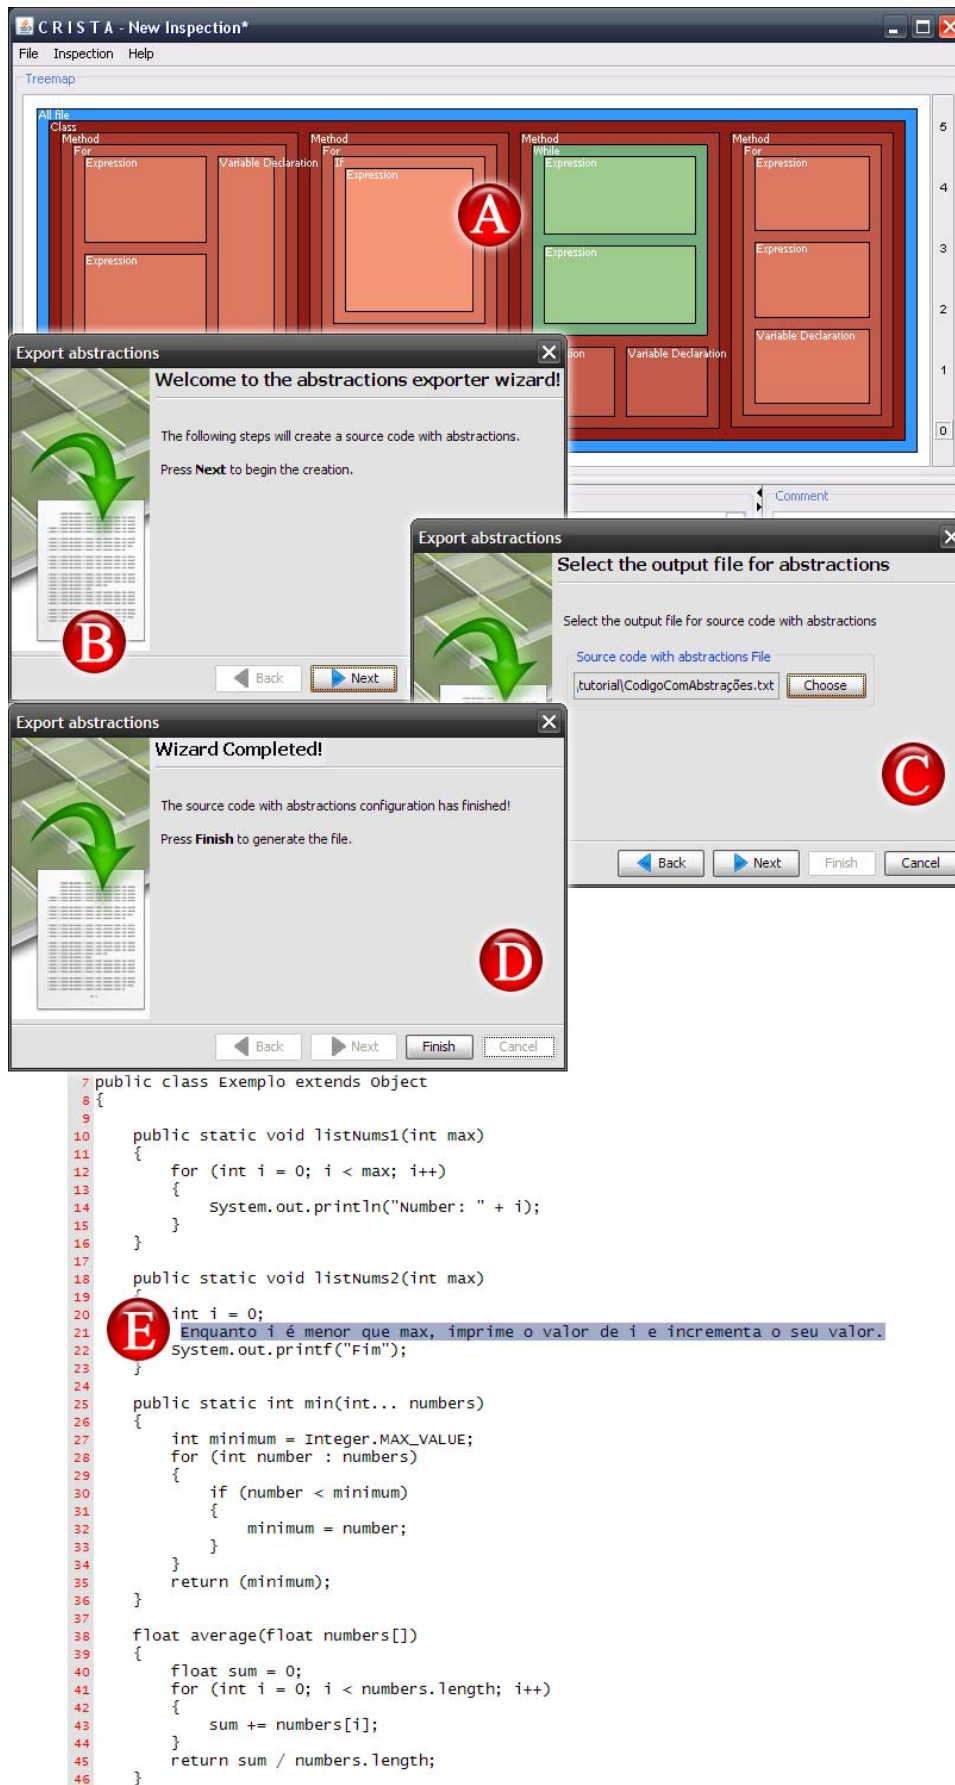 C R I S T A - New Inspection*
File Inspection Help
Treemap
All file
Class
Method Method Method Method
For For While For
Expression Variable Declaration IF Expression Expression
Expression
5
4
3
2
1
0
Expression Expression Expression
Variable Declaration
Variable Declaration
A
Comment
Export abstractions
Welcome to the abstractions exporter wizard!
The following steps will create a source code with abstractions.
Press Next to begin the creation.
B
Back Next
Export abstractions
Select the output file for abstractions
Select the output file for source code with abstractions
Source code with abstractions File
.tutorial\CodigoComAbstrações.txt Choose
C
Back Next Finish Cancel
Export abstractions
Wizard Completed!
The source code with abstractions configuration has finished!
Press Finish to generate the file.
D
Back Next Finish Cancel
7 public class Exemplo extends Object
8 {
9
10 public static void listNums1(int max)
11 {
12 for (int i = 0; i < max; i++)
13 {
14 System.out.println("Number: " + i);
15 }
16 }
17
18 public static void listNums2(int max)
19 {
20 int i = 0;
21 Enquanto i é menor que max, imprime o valor de i e incrementa o seu valor.
E
22 System.out.printf("Fim");
23 }
24
25 public static int min(int... numbers)
26 {
27 int minimum = Integer.MAX_VALUE;
28 for (int number : numbers)
29 {
30 if (number < minimum)
31 {
32 minimum = number;
33 }
34 }
35 return (minimum);
36 }
37
38 float average(float numbers[])
39 {
40 float sum = 0;
41 for (int i = 0; i < numbers.length; i++)
42 {
43 sum += numbers[i];
44 }
45 return sum / numbers.length;
46 }